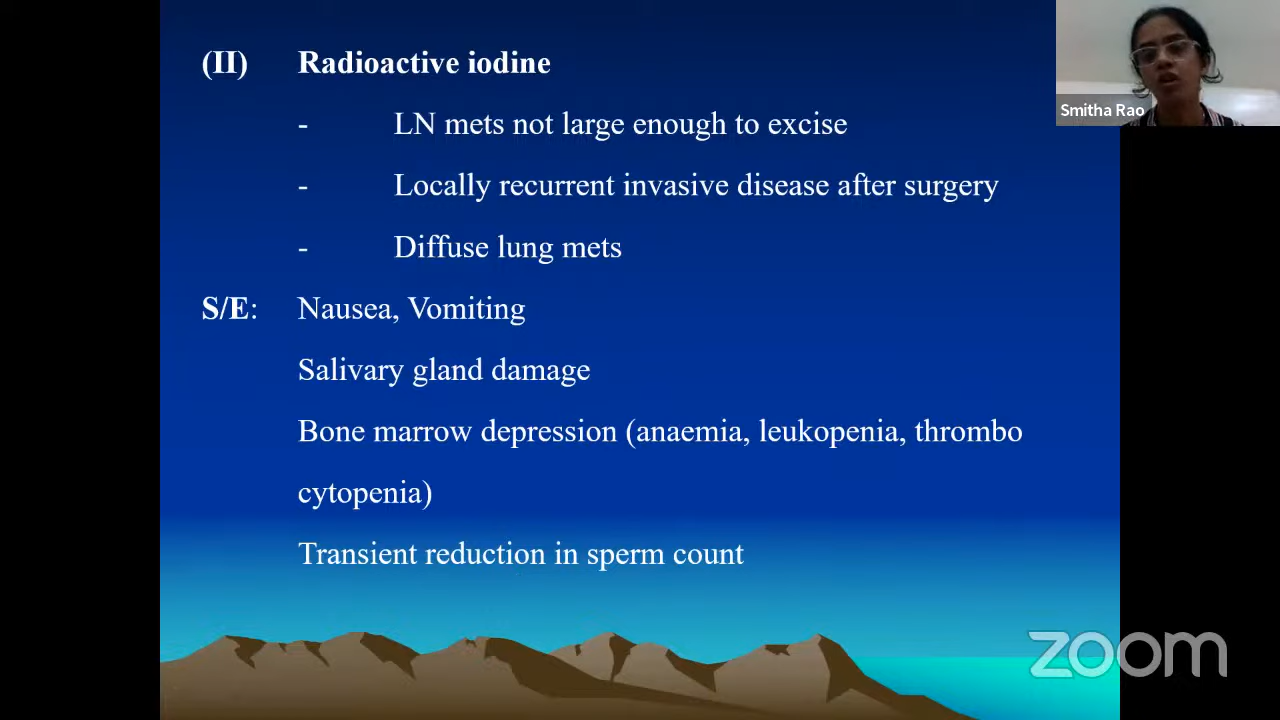 (II) Radioactive iodine
- LN mets not large enough to excise
- Locally recurrent invasive disease after surgery
- Diffuse lung mets
S/E: Nausea, Vomiting
Salivary gland damage
Bone marrow depression (anaemia, leukopenia, thrombo
cytopenia)
Transient reduction in sperm count
Smitha Rao
zoom